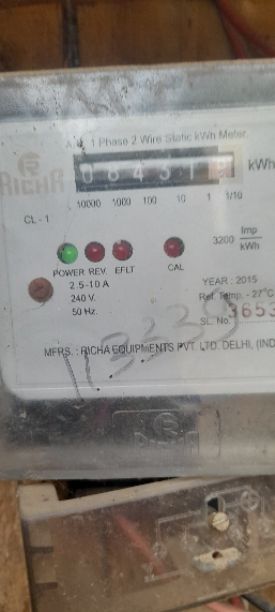 A.C. 1 Phase 2 Wire Static kWh Meter.
RICHA
08431 kWh
10000 1000 100 10 1 1/10
CL - 1
3200 Imp/kWh
POWER REV. EFLT CAL
2.5-10 A
240 V.
50 Hz.
YEAR : 2015
Ref. Temp. - 27°C
SL. No. 3653
MFRS. : RICHA EQUIPMENTS PVT. LTD. DELHI, (IND